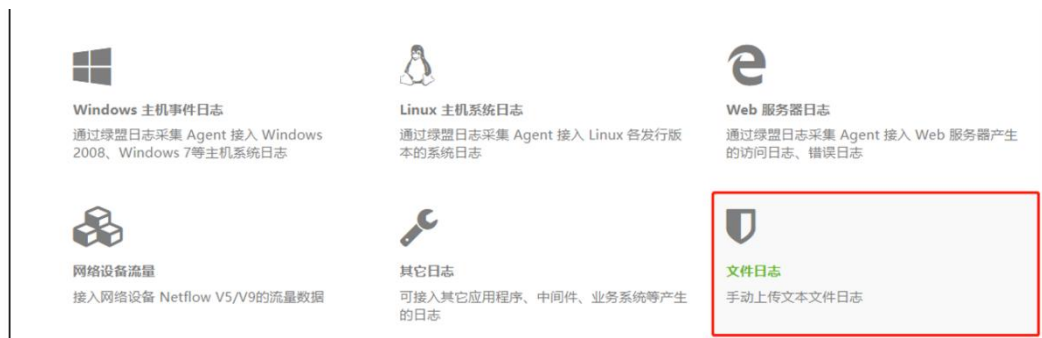 Windows 主机事件日志
通过绿盟日志采集 Agent 接入 Windows
2008、Windows 7等主机系统日志
Linux 主机系统日志
通过绿盟日志采集 Agent 接入 Linux 各发行版
本的系统日志
Web 服务器日志
通过绿盟日志采集 Agent 接入 Web 服务器产生
的访问日志、错误日志
网络设备流量
接入网络设备 Netflow V5/V9的流量数据
其它日志
可接入其它应用程序、中间件、业务系统等产生
的日志
文件日志
手动上传文本文件日志